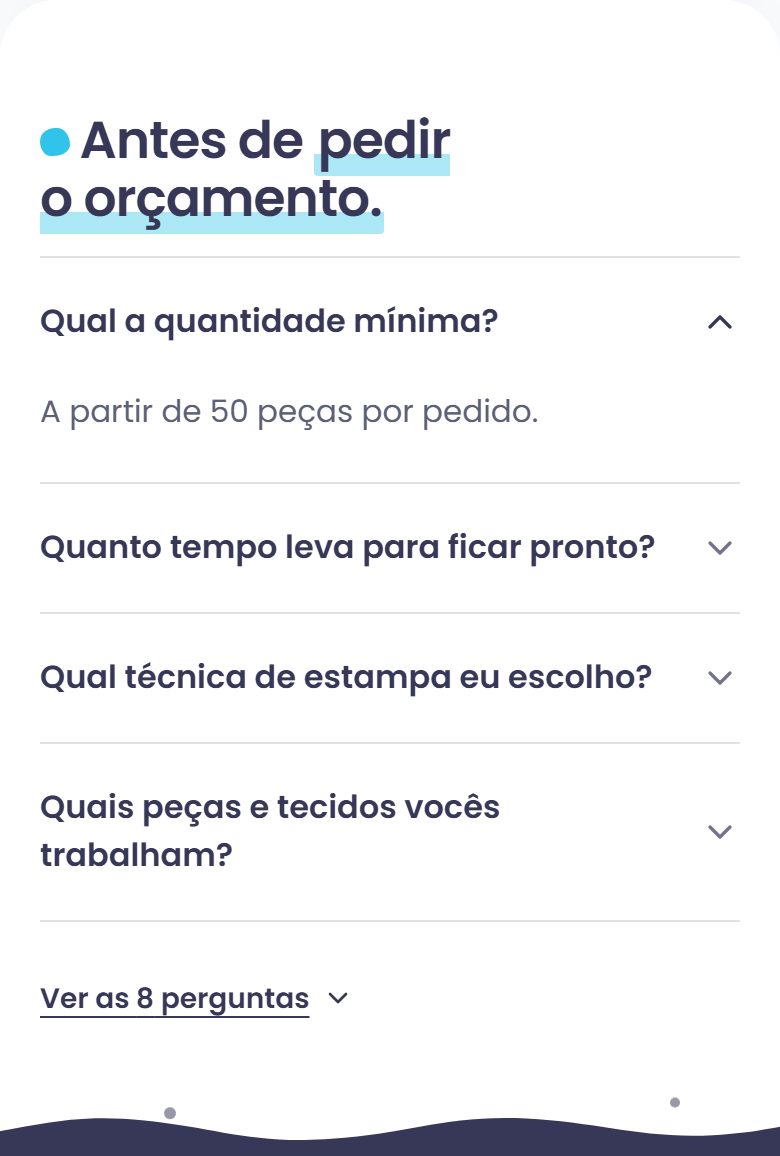 Antes de pedir
o orçamento.
Qual a quantidade mínima?
A partir de 50 peças por pedido.
Quanto tempo leva para ficar pronto?
Qual técnica de estampa eu escolho?
Quais peças e tecidos vocês
trabalham?
Ver as 8 perguntas